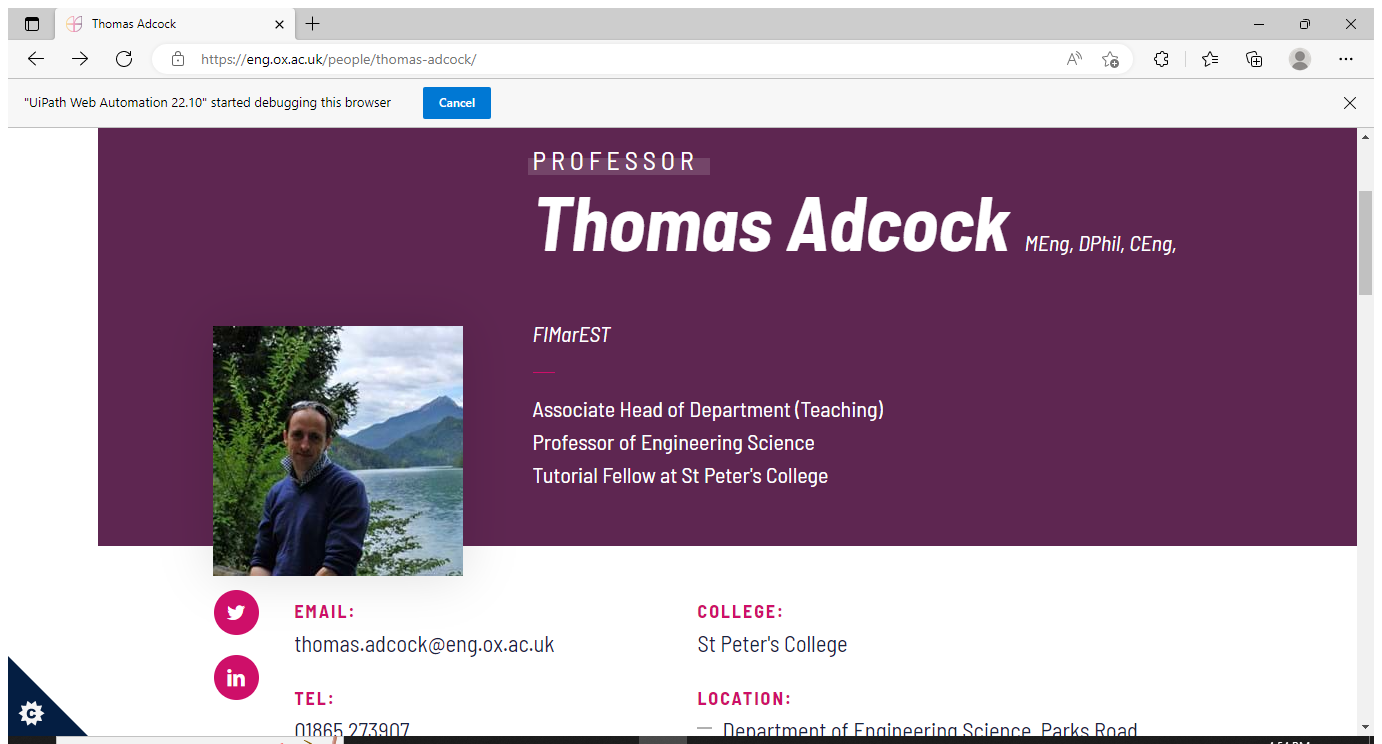 Thomas Adcock
https://eng.ox.ac.uk/people/thomas-adcock/
"UiPath Web Automation 22.10" started debugging this browser
Cancel
PROFESSOR
Thomas Adcock MEng, DPhil, CEng,
FIMarEST
Associate Head of Department (Teaching)
Professor of Engineering Science
Tutorial Fellow at St Peter's College
EMAIL:
thomas.adcock@eng.ox.ac.uk
COLLEGE:
St Peter's College
in
TEL:
01865 273907
LOCATION:
— Department of Engineering Science, Parks Road